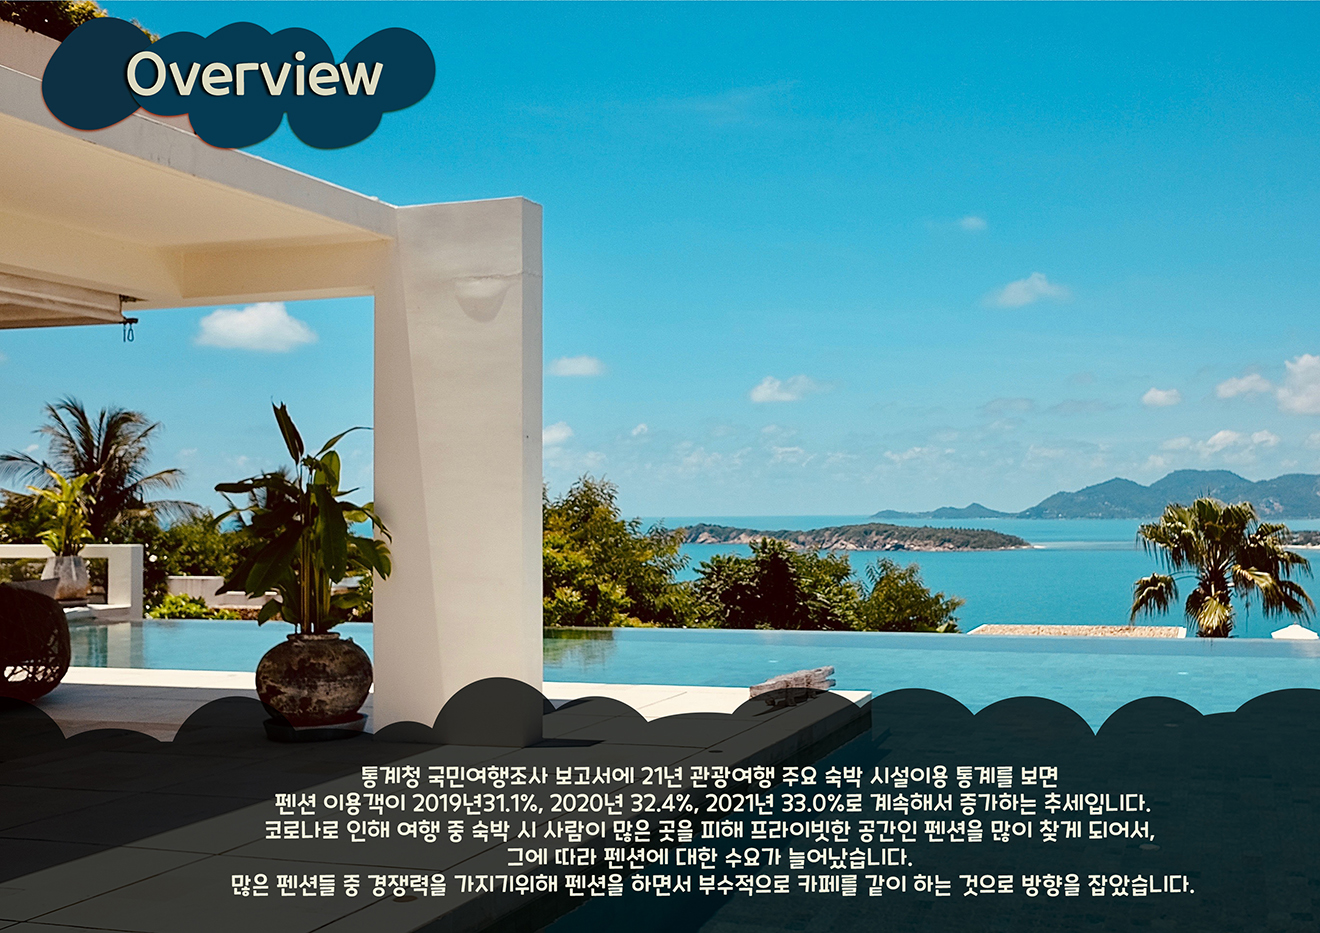 Overview
통계청 국민여행조사 보고서에 21년 관광여행 주요 숙박 시설이용 통계를 보면
펜션 이용객이 2019년31.1%, 2020년 32.4%, 2021년 33.0%로 계속해서 증가하는 추세입니다.
코로나로 인해 여행 중 숙박 시 사람이 많은 곳을 피해 프라이빗한 공간인 펜션을 많이 찾게 되어서,
그에 따라 펜션에 대한 수요가 늘어났습니다.
많은 펜션들 중 경쟁력을 가지기위해 펜션을 하면서 부수적으로 카페를 같이 하는 것으로 방향을 잡았습니다.